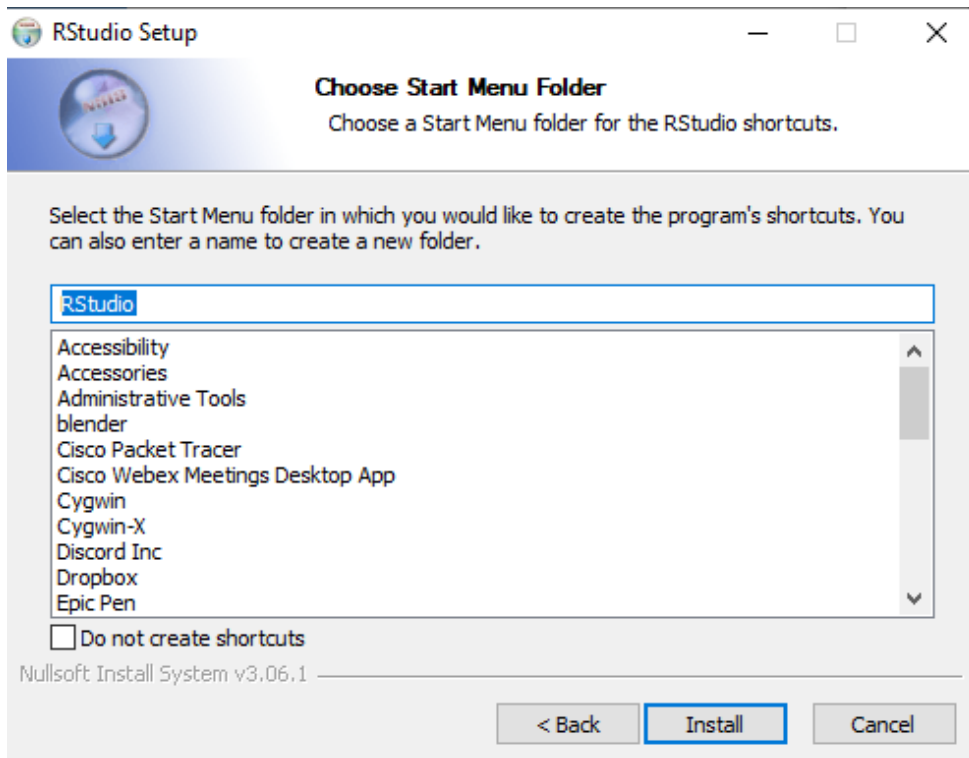 RStudio Setup
Choose Start Menu Folder
Choose a Start Menu folder for the RStudio shortcuts.
Select the Start Menu folder in which you would like to create the program's shortcuts. You
can also enter a name to create a new folder.
RStudio
Accessibility
Accessories
Administrative Tools
blender
Cisco Packet Tracer
Cisco Webex Meetings Desktop App
Cygwin
Cygwin-X
Discord Inc
Dropbox
Epic Pen
Do not create shortcuts
Nullsoft Install System v3.06.1
< Back
Install
Cancel